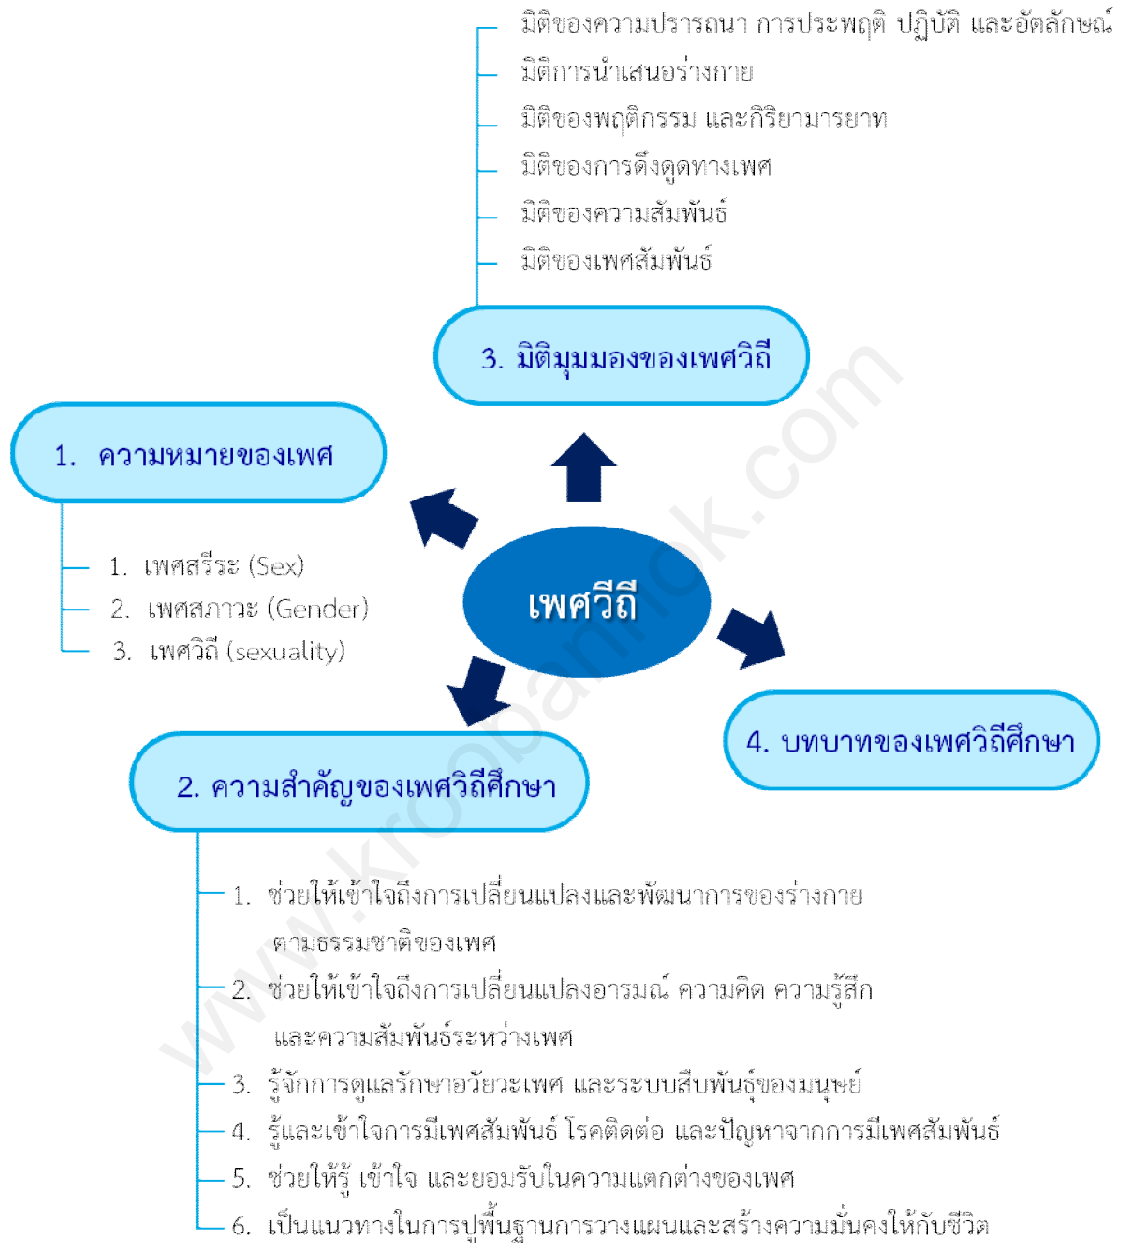 มิติของความปรารถนา การประพฤติ ปฏิบัติ และอัตลักษณ์
มิติการนำเสนอร่างกาย
มิติของพฤติกรรม และกิริยามารยาท
มิติของการดึงดูดทางเพศ
มิติของความสัมพันธ์
มิติของเพศสัมพันธ์
3. มิติมุมมองของเพศวิถี
1. ความหมายของเพศ
1. เพศสรีระ (Sex)
2. เพศสภาวะ (Gender)
3. เพศวิถี (sexuality)
เพศวีถี
4. บทบาทของเพศวิถีศึกษา
2. ความสำคัญของเพศวิถีศึกษา
1. ช่วยให้เข้าใจถึงการเปลี่ยนแปลงและพัฒนาการของร่างกาย
ตามธรรมชาติของเพศ
2. ช่วยให้เข้าใจถึงการเปลี่ยนแปลงอารมณ์ ความคิด ความรู้สึก
และความสัมพันธ์ระหว่างเพศ
3. รู้จักการดูแลรักษาอวัยวะเพศ และระบบสืบพันธุ์ของมนุษย์
4. รู้และเข้าใจการมีเพศสัมพันธ์ โรคติดต่อ และปัญหาจากการมีเพศสัมพันธ์
5. ช่วยให้รู้ เข้าใจ และยอมรับในความแตกต่างของเพศ
6. เป็นแนวทางในการปูพื้นฐานการวางแผนและสร้างความมั่นคงให้กับชีวิต
www.kroobannok.com